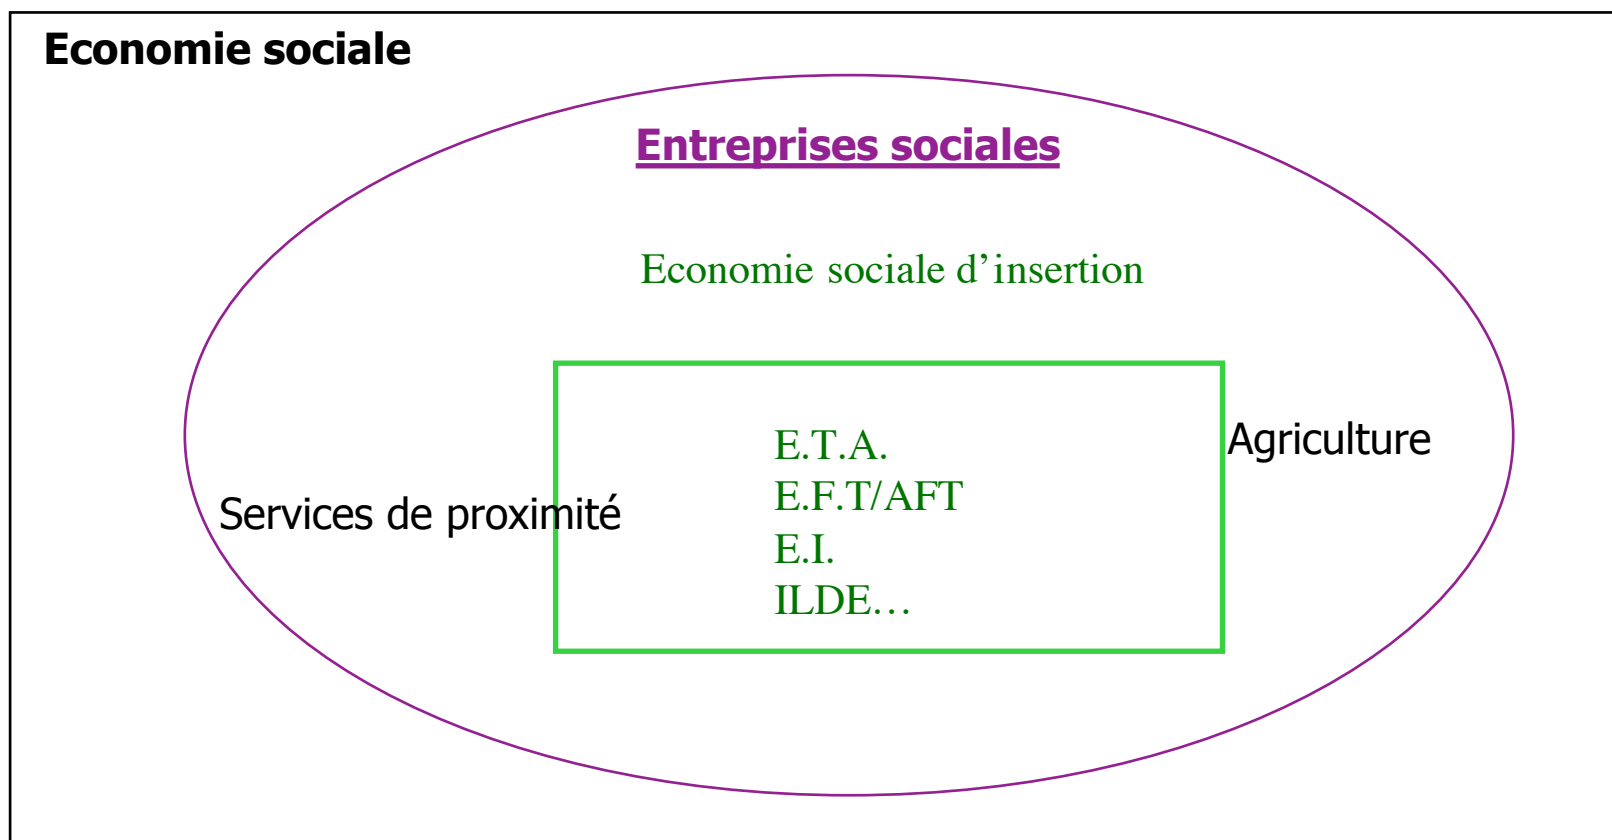 Economie sociale
Entreprises sociales
Economie sociale d’insertion
E.T.A.
Agriculture
E.F.T/AFT
Services de proximité
E.I.
ILDE…